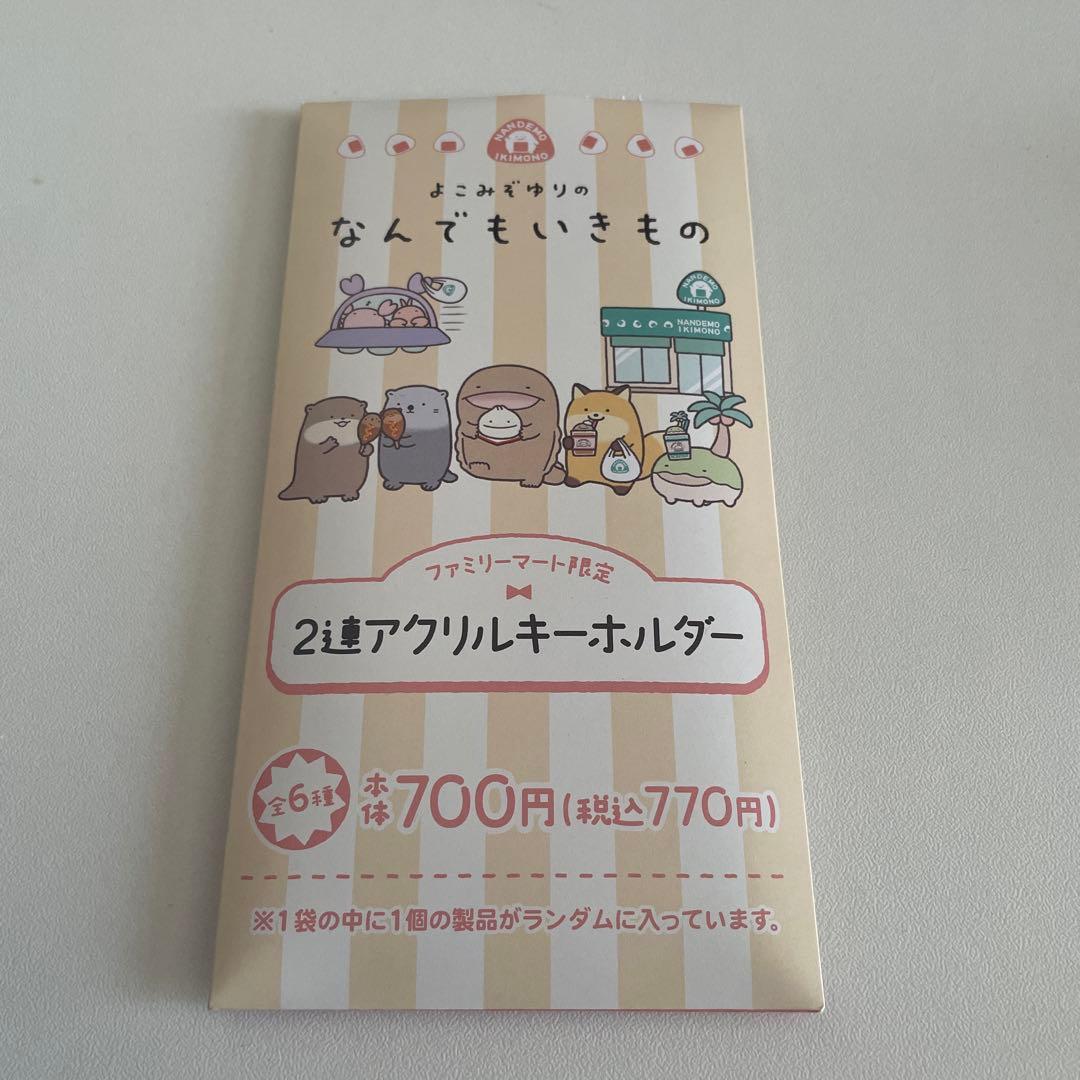 NANDEMO
IKIMONO
よこみぞゆりの
なんでもいきもの
NANDEMO
IKIMONO
NANDEMO
IKIMONO
ファミリーマート限定
2連アクリルキーホルダー
全6種
本体700円(税込770円)
※1袋の中に1個の製品がランダムに入っています。